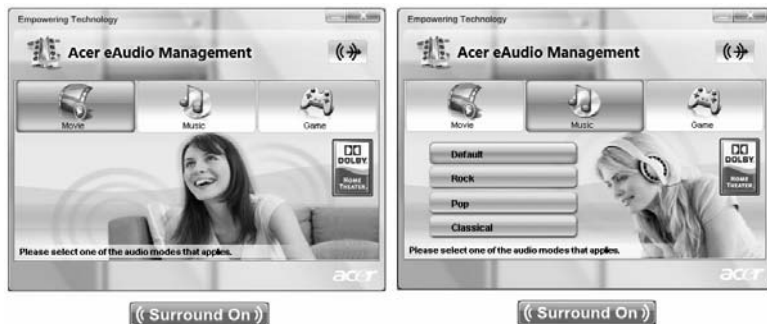 Empowering Technology
Acer eAudio Management
Movie
Music
Game
DOLBY
HOME THEATER
Please select one of the audio modes that applies.
acer
((Surround On))
Empowering Technology
Acer eAudio Management
Movie
Music
Game
Default
Rock
Pop
Classical
DOLBY
HOME THEATER
Please select one of the audio modes that applies.
acer
((Surround On))